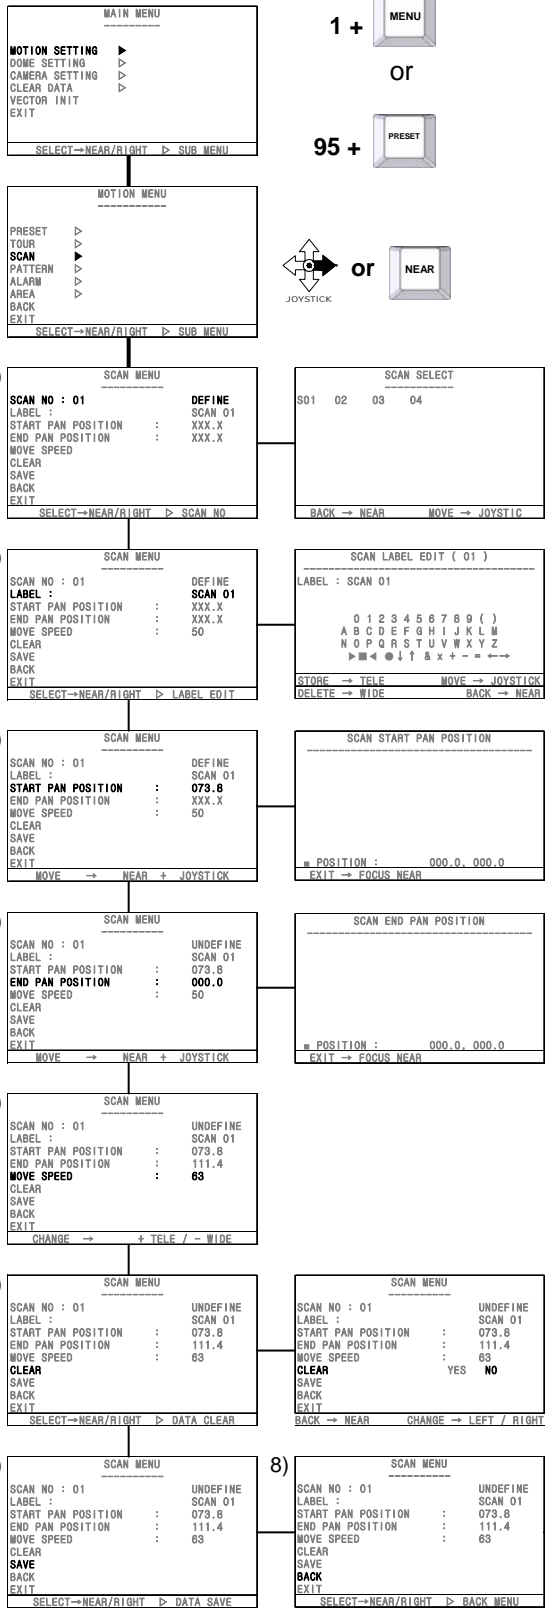 MAIN MENU
----------
MOTION SETTING ▶
DOME SETTING ▷
CAMERA SETTING ▷
CLEAR DATA ▷
VECTOR INIT
EXIT
SELECT→NEAR/RIGHT ▷ SUB MENU
1 + MENU
or
95 + PRESET
MOTION MENU
-----------
PRESET ▷
TOUR ▷
SCAN ▶
PATTERN ▷
ALARM ▷
AREA ▷
BACK
EXIT
SELECT→NEAR/RIGHT ▷ SUB MENU
JOYSTICK
or NEAR
SCAN MENU
----------
SCAN NO : 01 DEFINE
LABEL : SCAN 01
START PAN POSITION : XXX.X
END PAN POSITION : XXX.X
MOVE SPEED
CLEAR
SAVE
BACK
EXIT
SELECT→NEAR/RIGHT ▷ SCAN NO
SCAN SELECT
-----------
S01 02 03 04
BACK → NEAR MOVE → JOYSTIC
SCAN MENU
----------
SCAN NO : 01 DEFINE
LABEL : SCAN 01
START PAN POSITION : XXX.X
END PAN POSITION : XXX.X
MOVE SPEED : 50
CLEAR
SAVE
BACK
EXIT
SELECT→NEAR/RIGHT ▷ LABEL EDIT
SCAN LABEL EDIT ( 01 )
----------------------------------------
LABEL : SCAN 01
0 1 2 3 4 5 6 7 8 9 ( )
A B C D E F G H I J K L M
N O P Q R S T U V W X Y Z
▶■◀ ●↓↑ & x + - = ←→
STORE → TELE MOVE → JOYSTICK
DELETE → WIDE BACK → NEAR
SCAN MENU
----------
SCAN NO : 01 DEFINE
LABEL : SCAN 01
START PAN POSITION : 073.8
END PAN POSITION : XXX.X
MOVE SPEED : 50
CLEAR
SAVE
BACK
EXIT
MOVE → NEAR + JOYSTICK
SCAN START PAN POSITION
----------------------------------------
■ POSITION : 000.0, 000.0
EXIT → FOCUS NEAR
SCAN MENU
----------
SCAN NO : 01 UNDEFINE
LABEL : SCAN 01
START PAN POSITION : 073.8
END PAN POSITION : 000.0
MOVE SPEED : 50
CLEAR
SAVE
BACK
EXIT
MOVE → NEAR + JOYSTICK
SCAN END PAN POSITION
----------------------------------------
■ POSITION : 000.0, 000.0
EXIT → FOCUS NEAR
SCAN MENU
----------
SCAN NO : 01 UNDEFINE
LABEL : SCAN 01
START PAN POSITION : 073.8
END PAN POSITION : 111.4
MOVE SPEED : 63
CLEAR
SAVE
BACK
EXIT
CHANGE → + TELE / - WIDE
SCAN MENU
----------
SCAN NO : 01 UNDEFINE
LABEL : SCAN 01
START PAN POSITION : 073.8
END PAN POSITION : 111.4
MOVE SPEED : 63
CLEAR
SAVE
BACK
EXIT
SELECT→NEAR/RIGHT ▷ DATA CLEAR
SCAN MENU
----------
SCAN NO : 01 UNDEFINE
LABEL : SCAN 01
START PAN POSITION : 073.8
END PAN POSITION : 111.4
MOVE SPEED : 63
CLEAR YES NO
SAVE
BACK
EXIT
BACK → NEAR CHANGE → LEFT / RIGHT
SCAN MENU
----------
SCAN NO : 01 UNDEFINE
LABEL : SCAN 01
START PAN POSITION : 073.8
END PAN POSITION : 111.4
MOVE SPEED : 63
CLEAR
SAVE
BACK
EXIT
SELECT→NEAR/RIGHT ▷ DATA SAVE
8)
SCAN MENU
----------
SCAN NO : 01 UNDEFINE
LABEL : SCAN 01
START PAN POSITION : 073.8
END PAN POSITION : 111.4
MOVE SPEED : 63
CLEAR
SAVE
BACK
EXIT
SELECT→NEAR/RIGHT ▷ BACK MENU